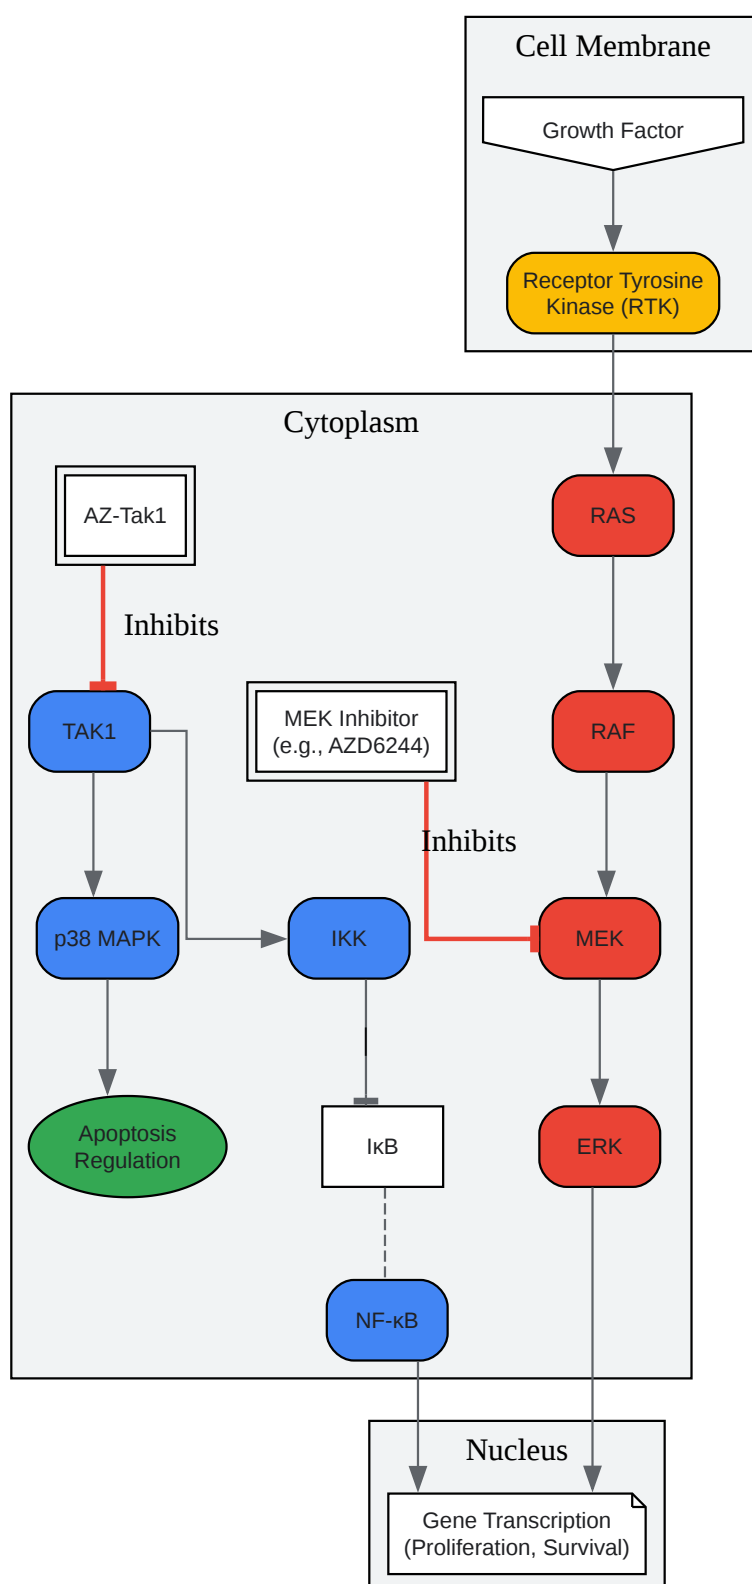 Cell Membrane
Growth Factor
Receptor Tyrosine
Kinase (RTK)
Cytoplasm
AZ-Tak1
RAS
Inhibits
TAK1
MEK Inhibitor
(e.g., AZD6244)
RAF
Inhibits
p38 MAPK
IKK
MEK
Apoptosis
Regulation
IκB
ERK
NF-κB
Nucleus
Gene Transcription
(Proliferation, Survival)